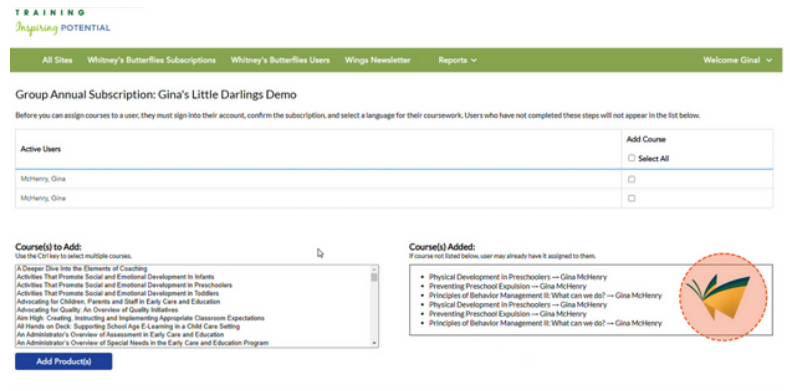 TRAINING
Inspiring POTENTIAL
All Sites Whitney's Butterflies Subscriptions Whitney's Butterflies Users Wings Newsletter Reports Welcome Gina!
Group Annual Subscription: Gina's Little Darlings Demo
Before you can assign courses to a user, they must sign into their account, confirm the subscription, and select a language for their coursework. Users who have not completed these steps will not appear in the list below.
Active Users
Add Course
Select All
McHenry, Gina
McHenry, Gina
Course(s) to Add:
Use the Ctrl key to select multiple courses.
A Deeper Dive Into the Elements of Coaching
Activities That Promote Social and Emotional Development In Infants
Activities That Promote Social and Emotional Development in Preschoolers
Activities That Promote Social and Emotional Development in Toddlers
Advocating for Children, Parents and Staff in Early Care and Education
Advocating for Quality: An Overview of Quality Initiatives
Aim High: Creating, Instructing and Implementing Appropriate Classroom Expectations
All Hands on Deck: Supporting School Age E-Learning in a Child Care Setting
An Administrator's Overview of Assessment in Early Care and Education
An Administrator's Overview of Special Needs in the Early Care and Education Program
Add Product(s)
Course(s) Added:
If course not listed below, user may already have it assigned to them.
• Physical Development in Preschoolers → Gina McHenry
• Preventing Preschool Expulsion → Gina McHenry
• Principles of Behavior Management II: What can we do? → Gina McHenry
• Physical Development in Preschoolers → Gina McHenry
• Preventing Preschool Expulsion → Gina McHenry
• Principles of Behavior Management II: What can we do? → Gina McHenry